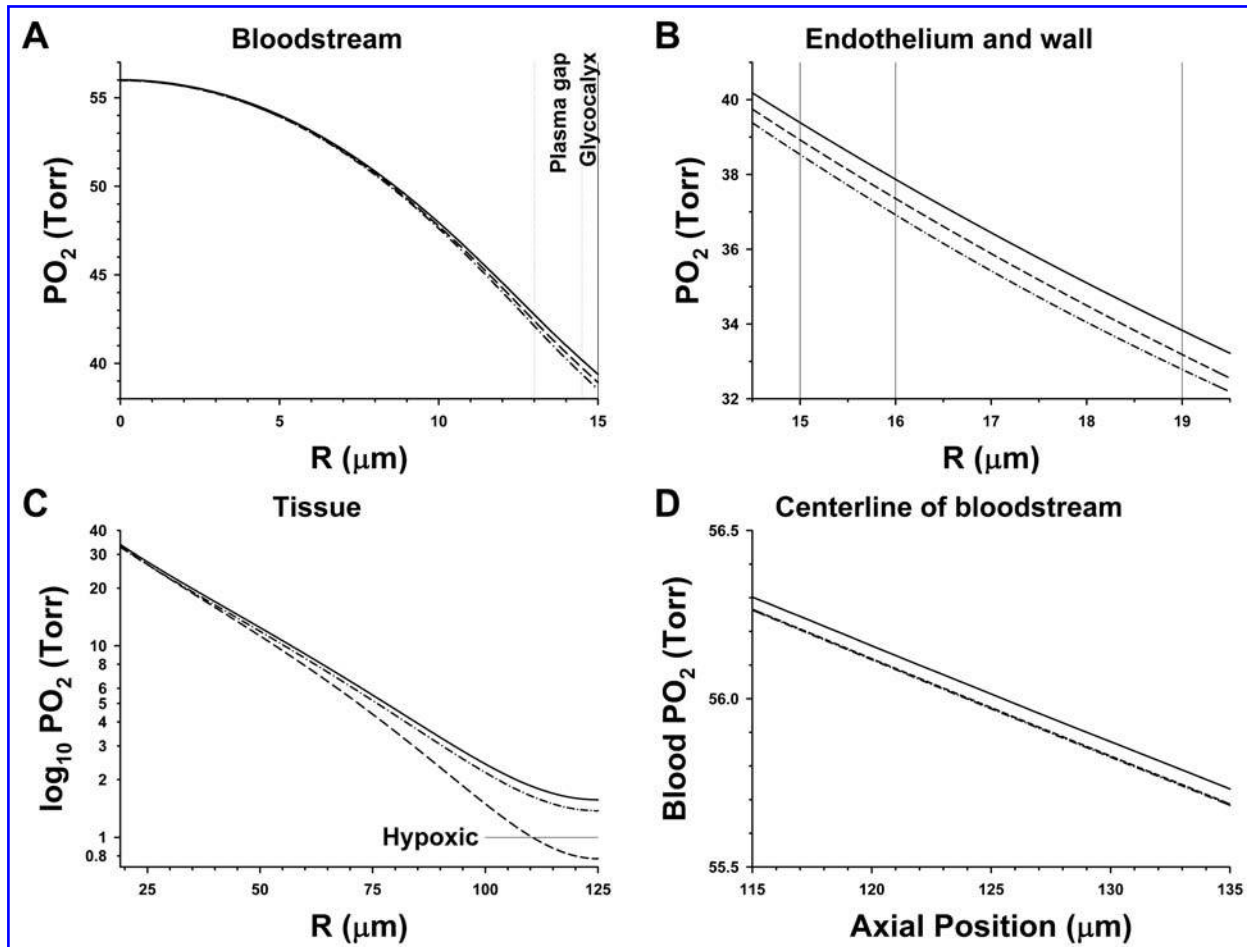 A
Bloodstream
Plasma gap
Glycocalyx
PO2 (Torr)
55
50
45
40
0
5
10
15
R (μm)
B
Endothelium and wall
PO2 (Torr)
40
38
36
34
32
15
16
17
18
19
R (μm)
C
Tissue
log10 PO2 (Torr)
40
30
20
10
8
6
5
4
3
2
1
0.8
Hypoxic
25
50
75
100
125
R (μm)
D
Centerline of bloodstream
Blood PO2 (Torr)
56.5
56.0
55.5
115
120
125
130
135
Axial Position (μm)